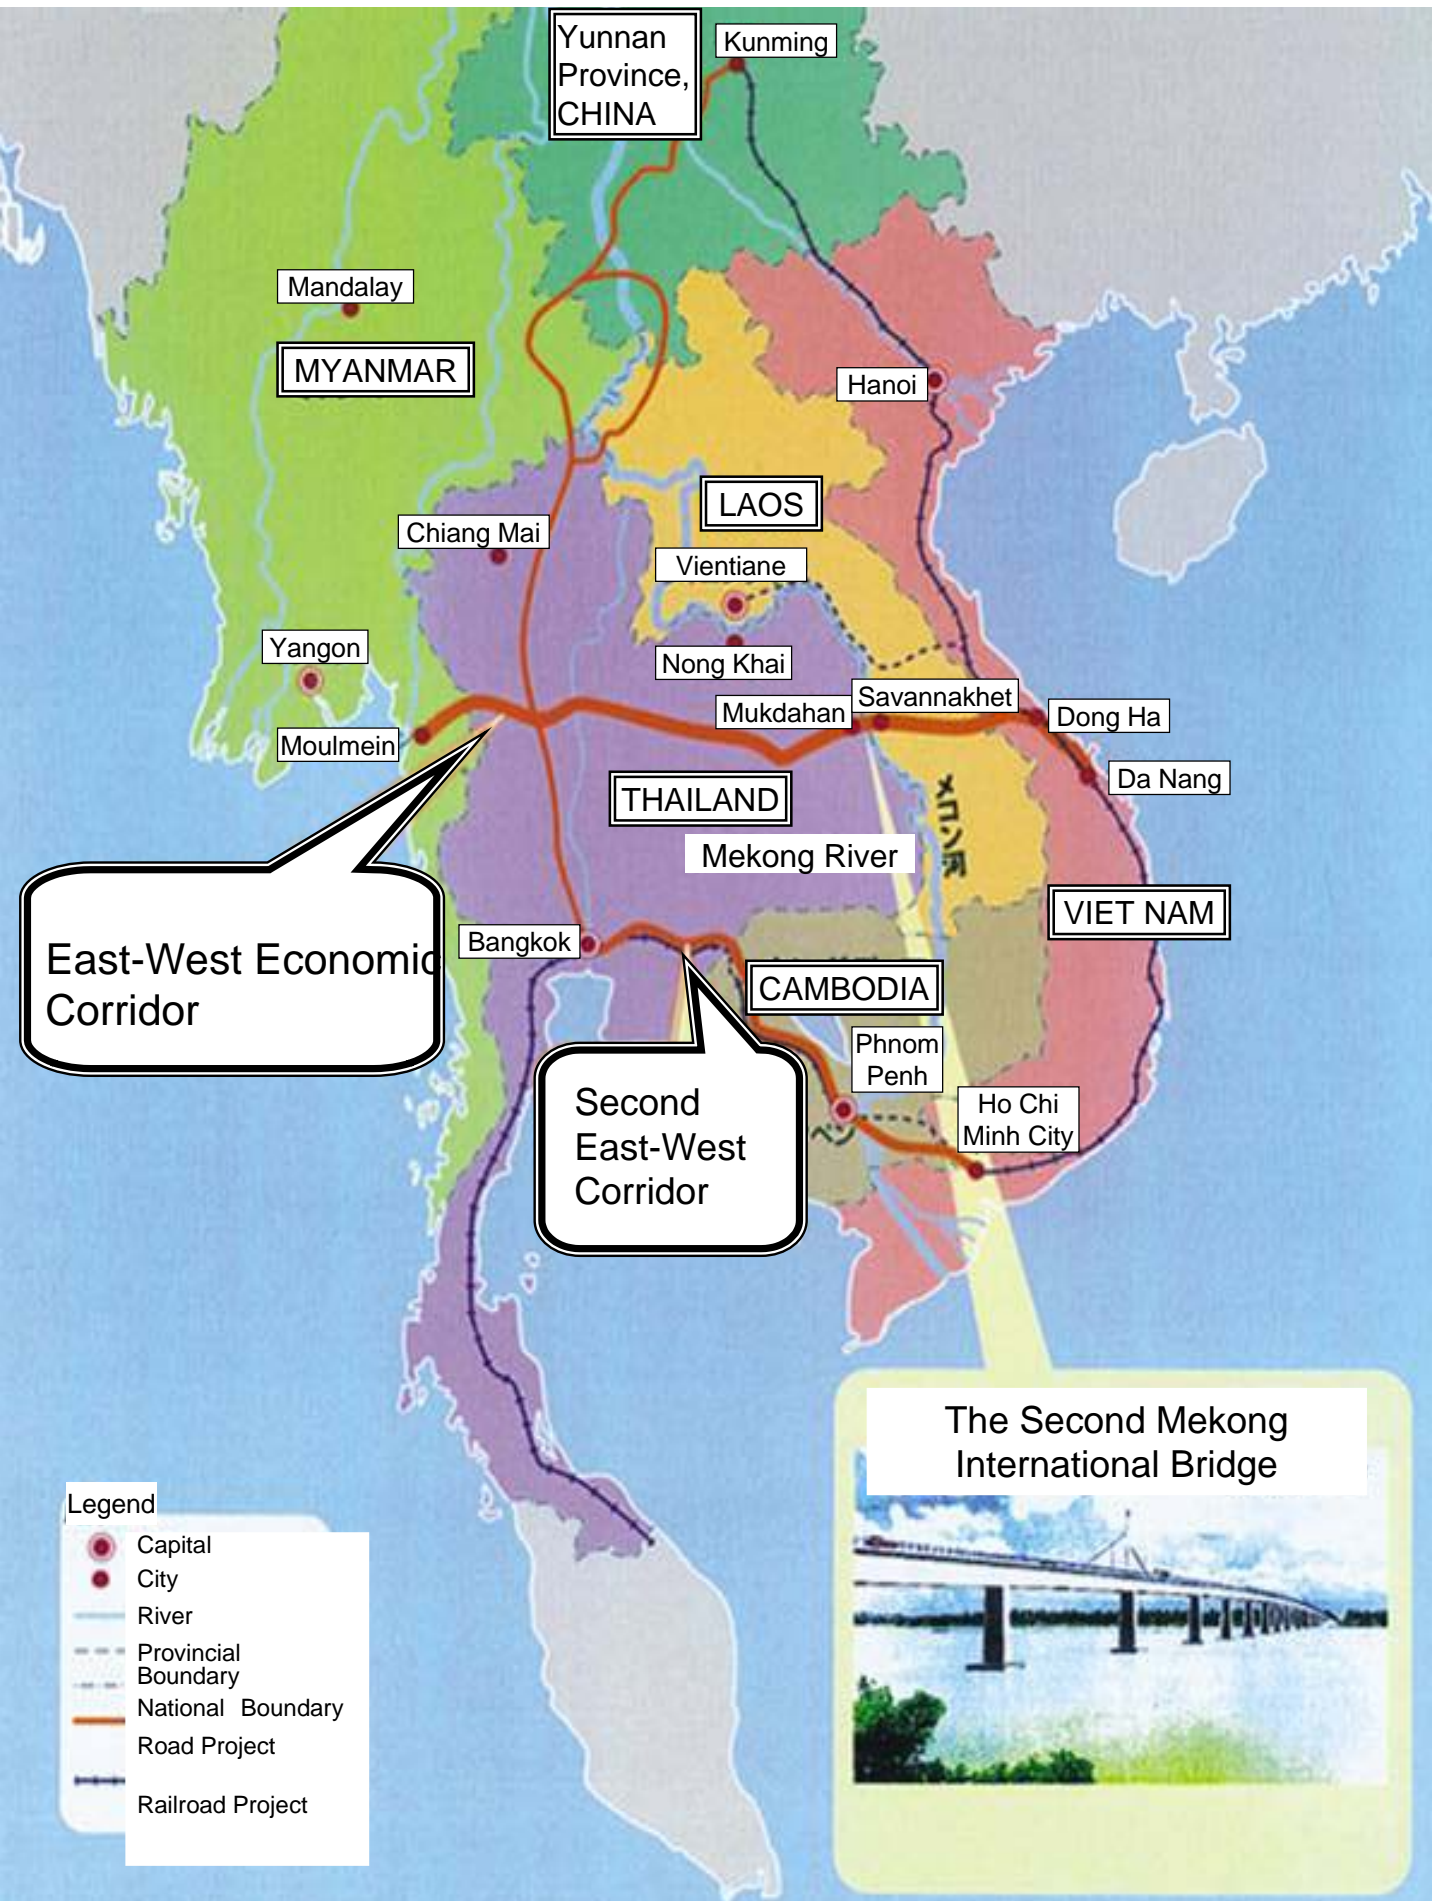 Yunnan
Province,
CHINA
Kunming
Mandalay
MYANMAR
Hanoi
LAOS
Chiang Mai
Vientiane
Yangon
Nong Khai
Savannakhet
Mukdahan
Dong Ha
Moulmein
Da Nang
THAILAND
Mekong River
VIET NAM
Bangkok
East-West Economic
Corridor
CAMBODIA
Phnom
Penh
Ho Chi
Minh City
Second
East-West
Corridor
The Second Mekong
International Bridge
Legend
Capital
City
River
Provincial
Boundary
National Boundary
Road Project
Railroad Project